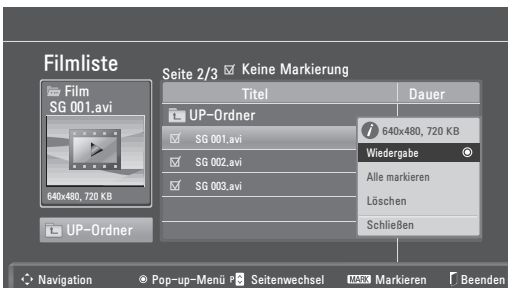 Filmliste
Seite 2/3 ☑ Keine Markierung
Film
SG 001.avi
640x480, 720 KB
UP-Ordner
Titel
Dauer
UP-Ordner
☑ SG 001.avi
☑ SG 002.avi
☑ SG 003.avi
640x480, 720 KB
Wiedergabe
Alle markieren
Löschen
Schließen
Navigation
Pop-up-Menü
P Seitenwechsel
MARK Markieren
Beenden